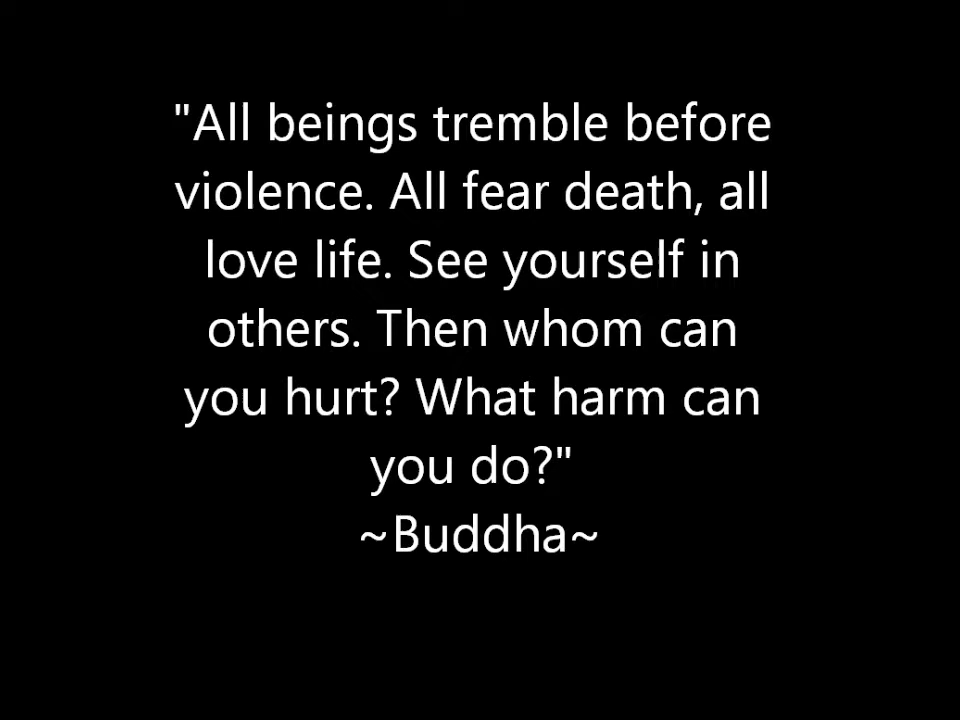 "All beings tremble before
violence. All fear death, all
love life. See yourself in
others. Then whom can
you hurt? What harm can
you do?"
~Buddha~